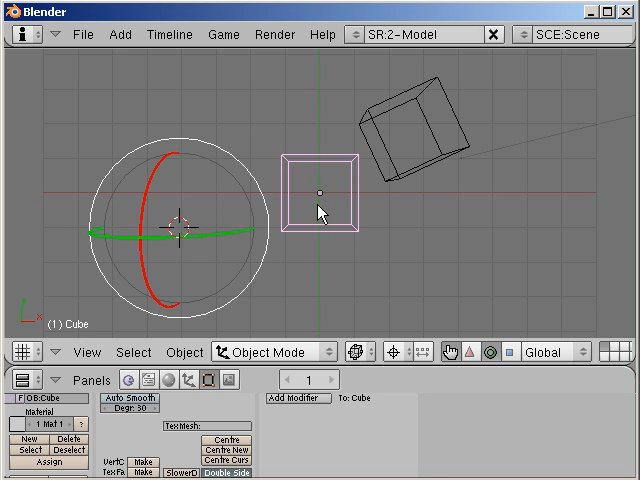 Blender
File Add Timeline Game Render Help SR:2-Model SCE:Scene
(1) Cube
View Select Object Object Mode Global
Panels 1
F OB:Cube Auto Smooth Add Modifier To: Cube
Degr: 30
Material
1 Mat 1 ?
TexMesh:
New Delete Centre
Select Deselect Centre New
Assign Centre Curs
VertC Make
TexFa Make SlowerD Double Side